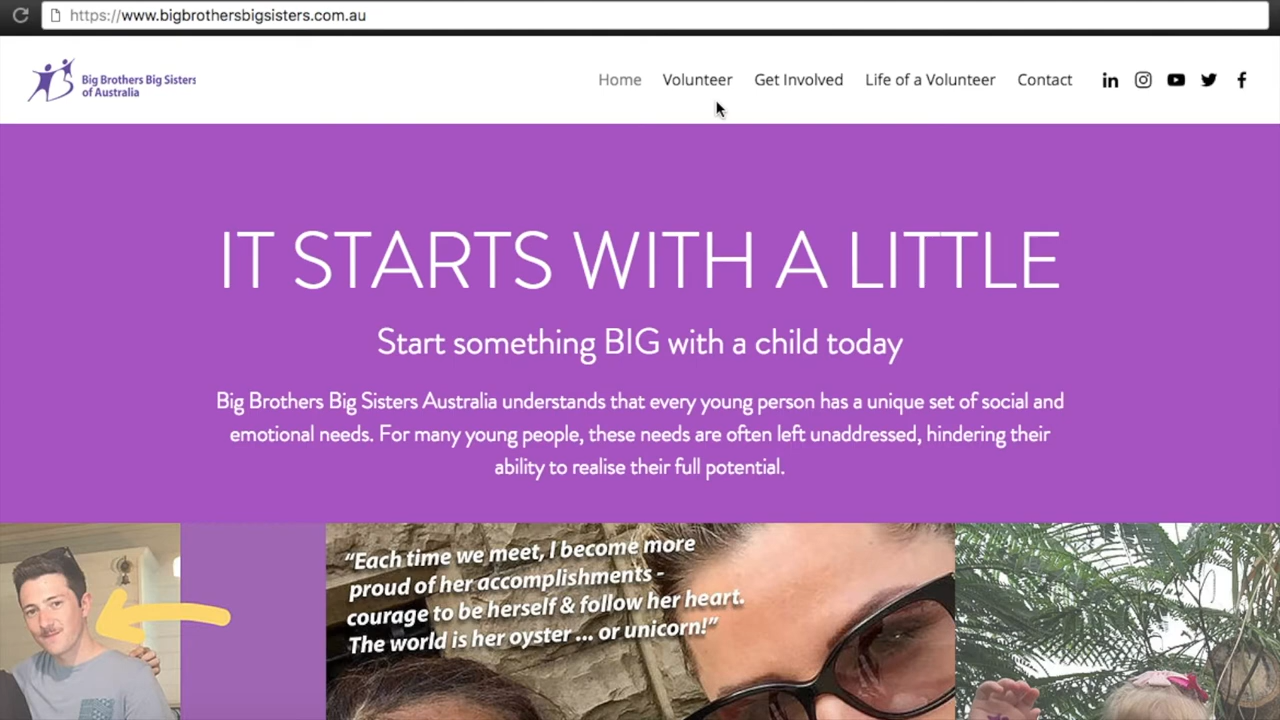 https://www.bigbrothersbigsisters.com.au
Big Brothers Big Sisters
of Australia
Home Volunteer Get Involved Life of a Volunteer Contact
IT STARTS WITH A LITTLE
Start something BIG with a child today
Big Brothers Big Sisters Australia understands that every young person has a unique set of social and
emotional needs. For many young people, these needs are often left unaddressed, hindering their
ability to realise their full potential.
“Each time we meet, I become more
proud of her accomplishments -
courage to be herself & follow her heart.
The world is her oyster ... or unicorn!”